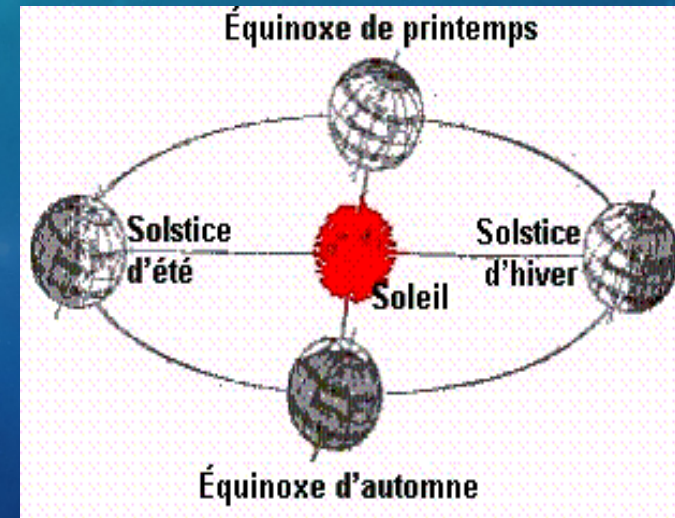 Équinoxe de printemps
Solstice
d'été
Solstice
d'hiver
Soleil
Équinoxe d'automne